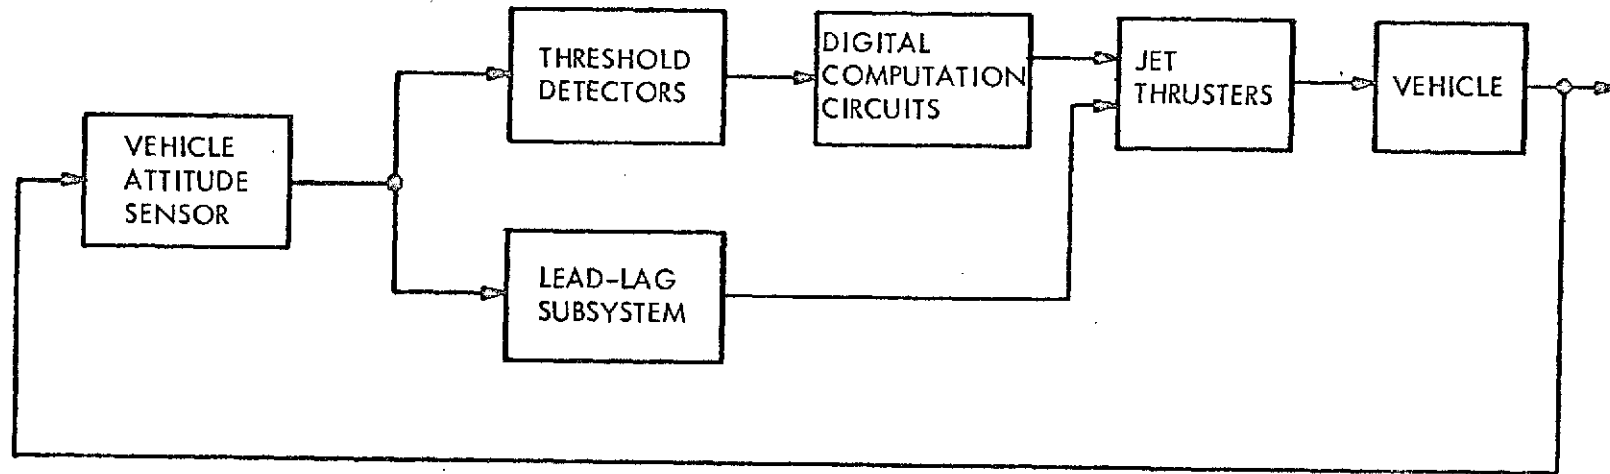 VEHICLE
ATTITUDE
SENSOR
THRESHOLD
DETECTORS
DIGITAL
COMPUTATION
CIRCUITS
JET
THRUSTERS
VEHICLE
LEAD-LAG
SUBSYSTEM